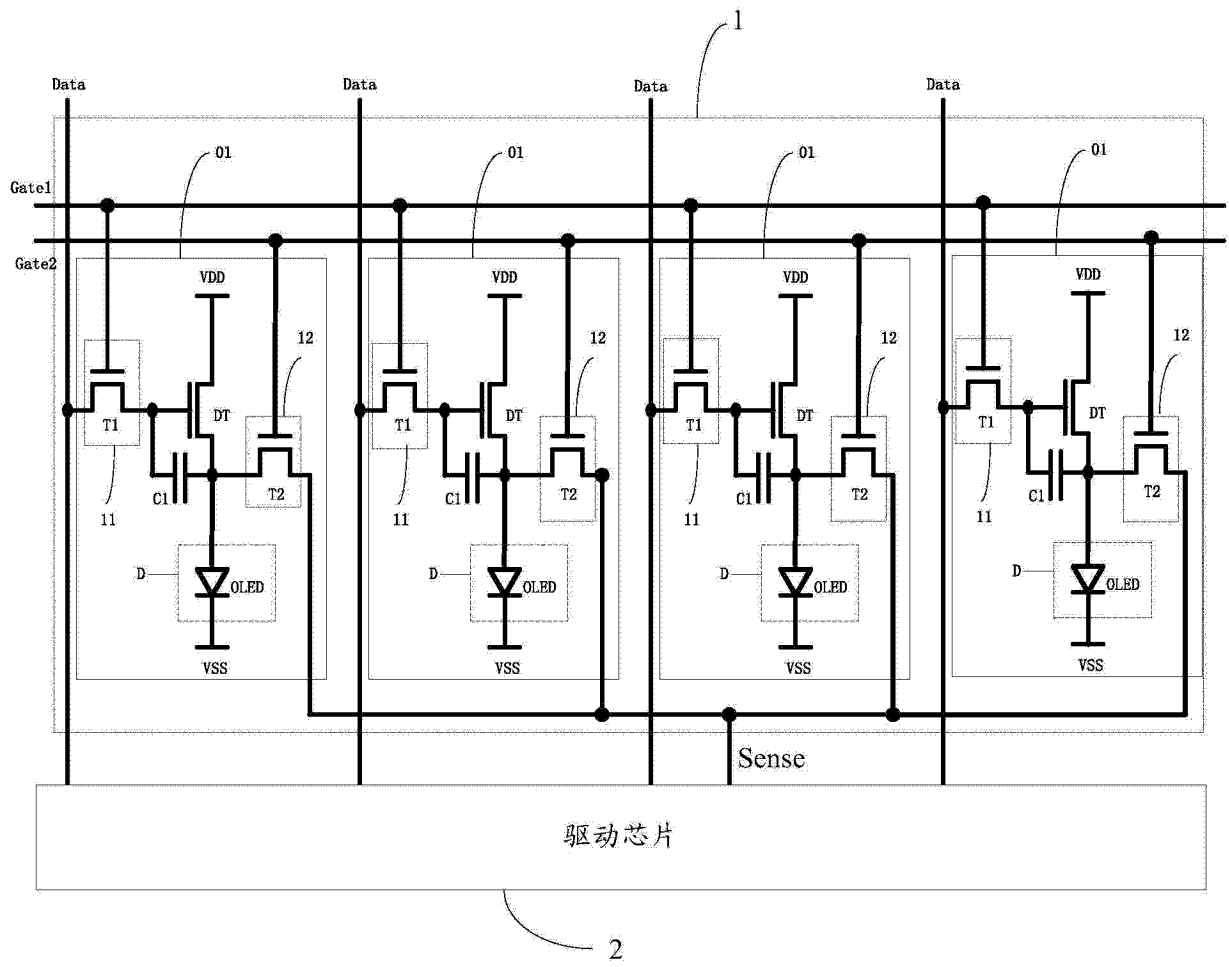 1
Data Data Data Data
01 01 01 01
Gate1
Gate2
VDD VDD VDD VDD
12 12 12 12
T1 DT T1 DT T1 DT T1 DT
C1 T2 C1 T2 C1 T2 C1 T2
11 11 11 11
D OLED D OLED D OLED D OLED
VSS VSS VSS VSS
Sense
驱动芯片
2